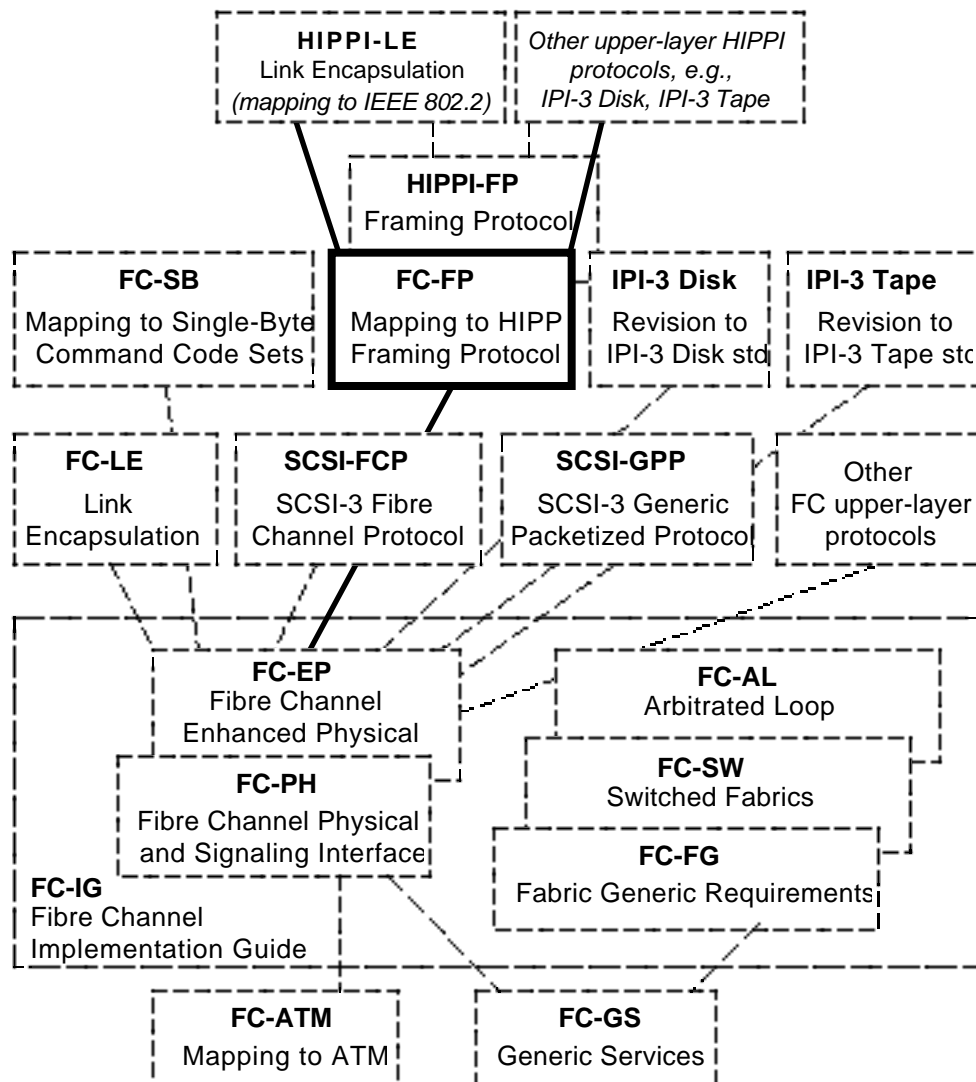 HIPPI-LE
Link Encapsulation
(mapping to IEEE 802.2)
Other upper-layer HIPPI
protocols, e.g.,
IPI-3 Disk, IPI-3 Tape
HIPPI-FP
Framing Protocol
FC-SB
Mapping to Single-Byte
Command Code Sets
FC-FP
Mapping to HIPP
Framing Protocol
IPI-3 Disk
Revision to
IPI-3 Disk std
IPI-3 Tape
Revision to
IPI-3 Tape std
FC-LE
Link
Encapsulation
SCSI-FCP
SCSI-3 Fibre
Channel Protocol
SCSI-GPP
SCSI-3 Generic
Packetized Protocol
Other
FC upper-layer
protocols
FC-EP
Fibre Channel
Enhanced Physical
FC-AL
Arbitrated Loop
FC-PH
Fibre Channel Physical
and Signaling Interface
FC-SW
Switched Fabrics
FC-FG
Fabric Generic Requirements
FC-IG
Fibre Channel
Implementation Guide
FC-ATM
Mapping to ATM
FC-GS
Generic Services